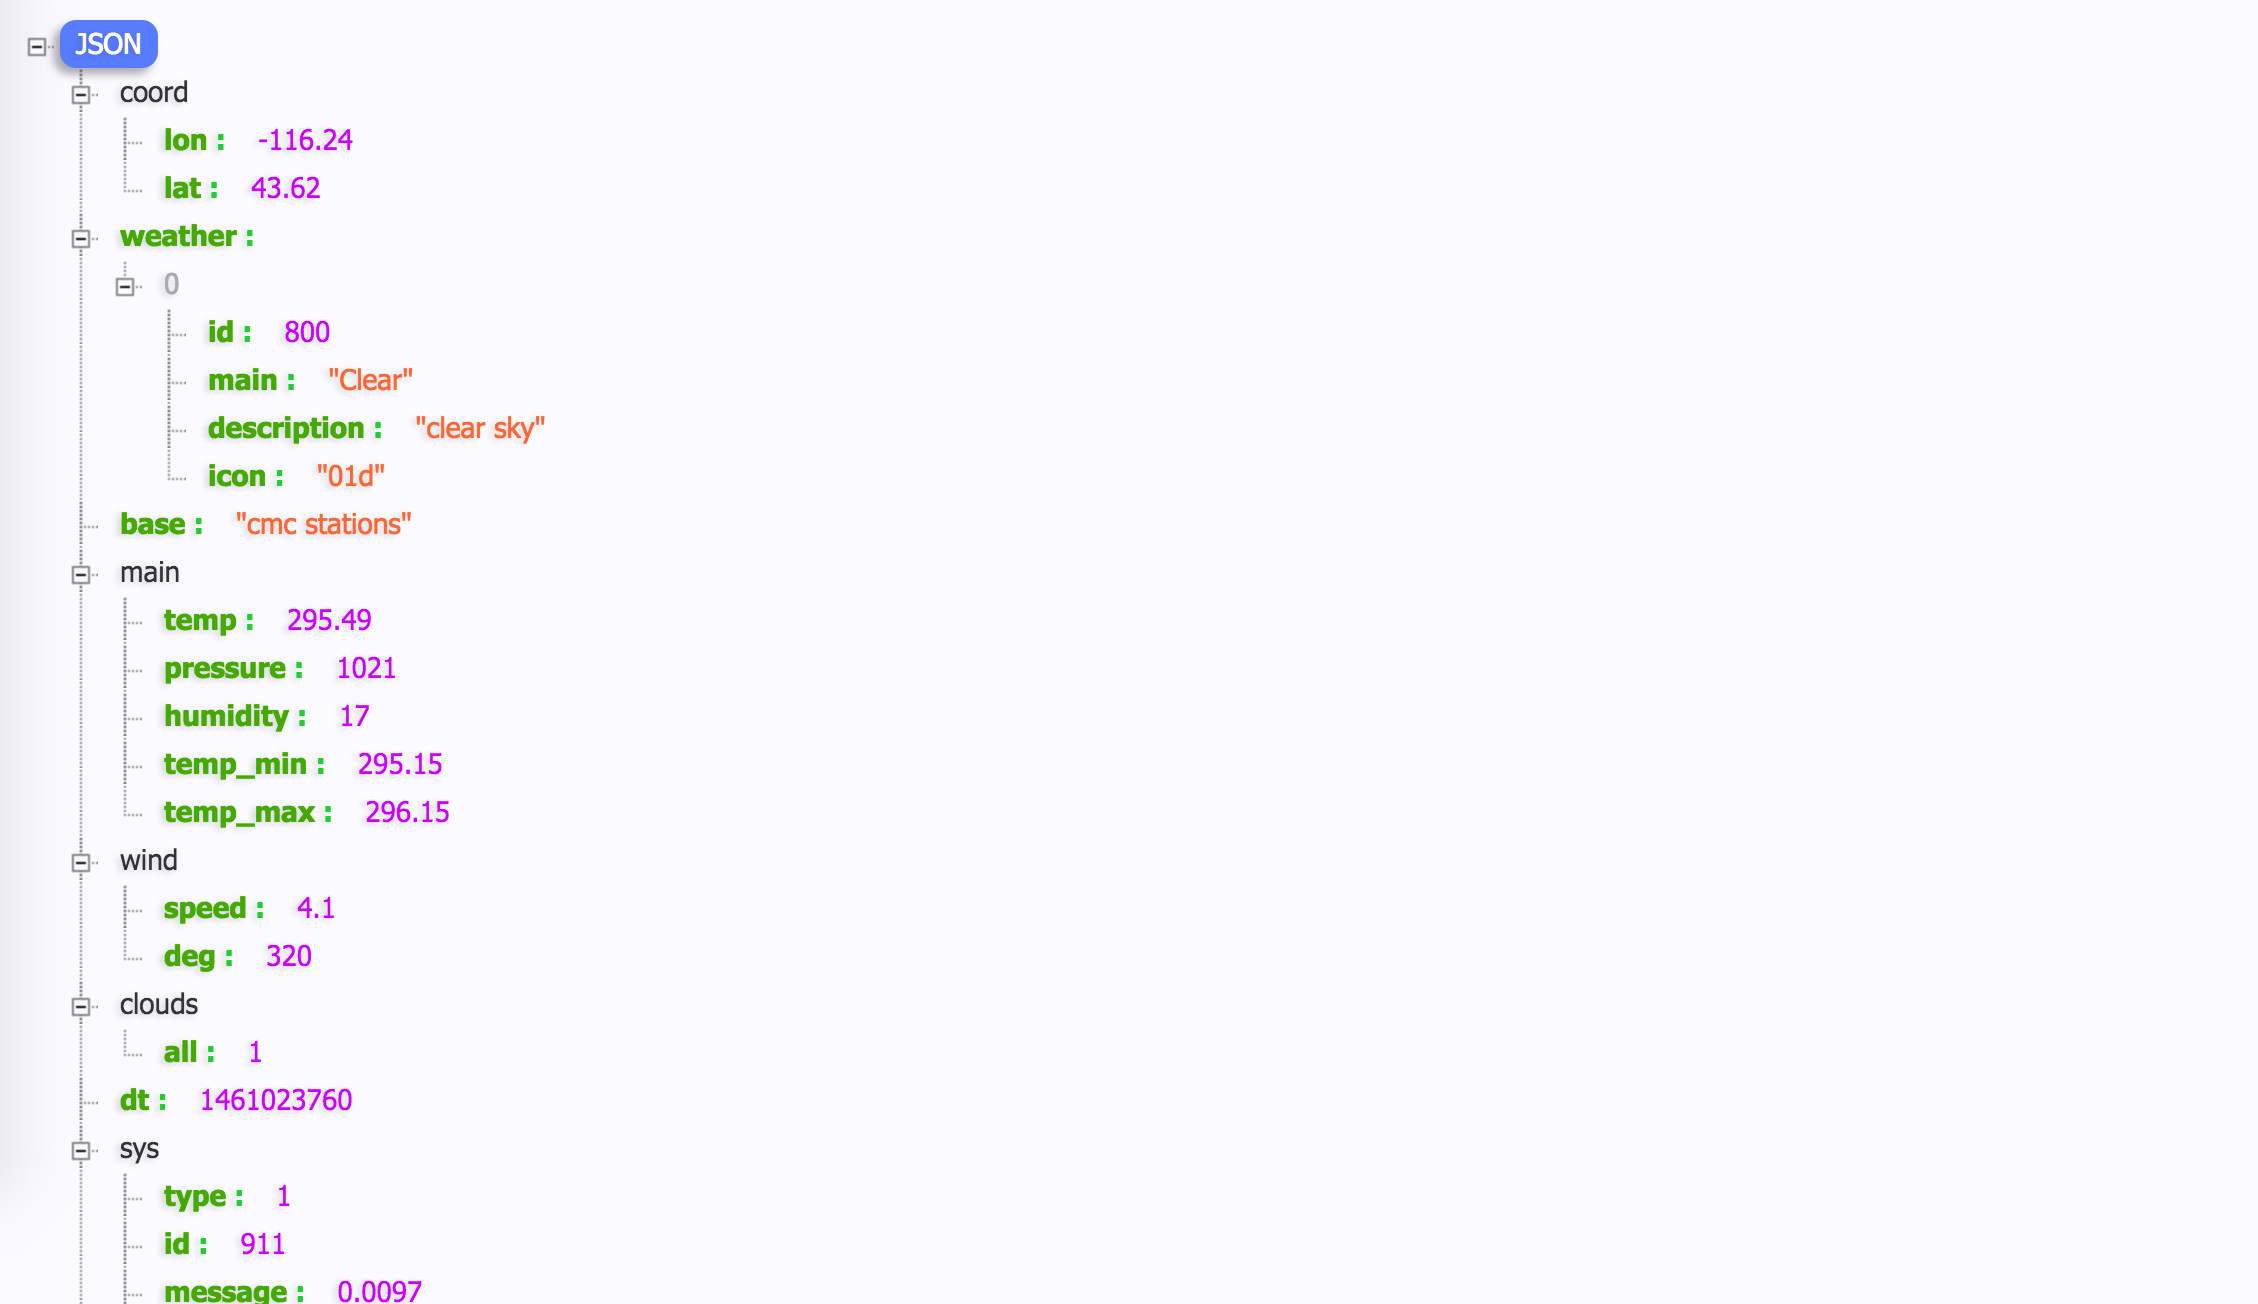 JSON
coord
lon : -116.24
lat : 43.62
weather :
0
id : 800
main : "Clear"
description : "clear sky"
icon : "01d"
base : "cmc stations"
main
temp : 295.49
pressure : 1021
humidity : 17
temp_min : 295.15
temp_max : 296.15
wind
speed : 4.1
deg : 320
clouds
all : 1
dt : 1461023760
sys
type : 1
id : 911
message : 0.0097